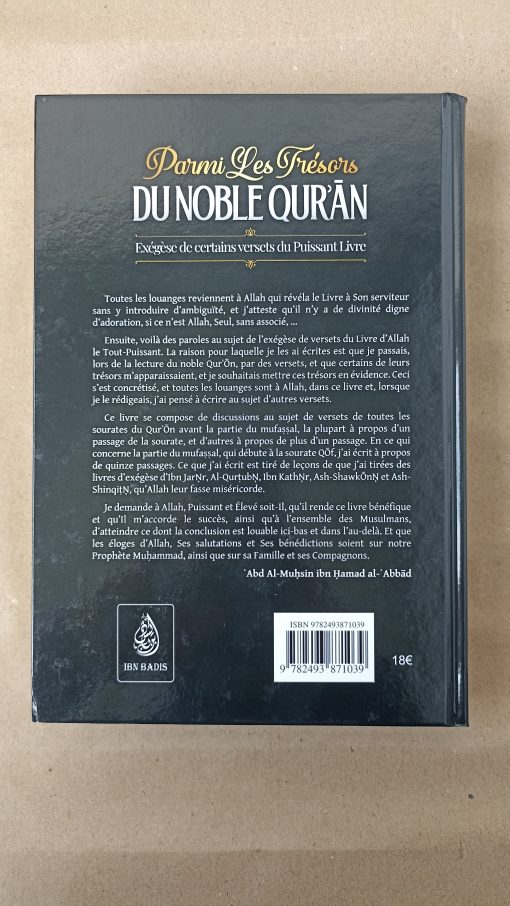 Parmi Les Trésors
DU NOBLE QUR'ĀN
Exégèse de certains versets du Puissant Livre
Toutes les louanges reviennent à Allah qui révéla le Livre à Son serviteur
sans y introduire d'ambiguïté, et j'atteste qu'il n'y a de divinité digne
d'adoration, si ce n'est Allah, Seul, sans associé, ...
Ensuite, voilà des paroles au sujet de l'exégèse de versets du Livre d'Allah
le Tout-Puissant. La raison pour laquelle je les ai écrites est que je passais,
lors de la lecture du noble Qur'Ōn, par des versets, et que certains de leurs
trésors m'apparaissaient, et je souhaitais mettre ces trésors en évidence. Ceci
s'est concrétisé, et toutes les louanges sont à Allah, dans ce livre et, lorsque
je le rédigeais, j'ai pensé à écrire au sujet d'autres versets.
Ce livre se compose de discussions au sujet de versets de toutes les
sourates du Qur'Ōn avant la partie du mufaṣṣal, la plupart à propos d'un
passage de la sourate, et d'autres à propos de plus d'un passage. En ce qui
concerne la partie du mufaṣṣal, qui débute à la sourate QŌf, j'ai écrit à propos
de quinze passages. Ce que j'ai écrit est tiré de leçons de que j'ai tirées des
livres d'exégèse d'Ibn JarṆr, Al-QurṭubṆ, Ibn KathṆr, Ash-ShawkŌnṆ et Ash-
ShinqiṭṆ, qu'Allah leur fasse miséricorde.
Je demande à Allah, Puissant et Élevé soit-Il, qu'il rende ce livre bénéfique
et qu'Il m'accorde le succès, ainsi qu'à l'ensemble des Musulmans,
d'atteindre ce dont la conclusion est louable ici-bas et dans l'au-delà. Et que
les éloges d'Allah, Ses salutations et Ses bénédictions soient sur notre
Prophète Muḥammad, ainsi que sur sa Famille et ses Compagnons.
ʿAbd Al-Muḥsin ibn Ḥamad al-ʿAbbād
IBN BADIS
ISBN 9782493871039
9 782493 871039
18€